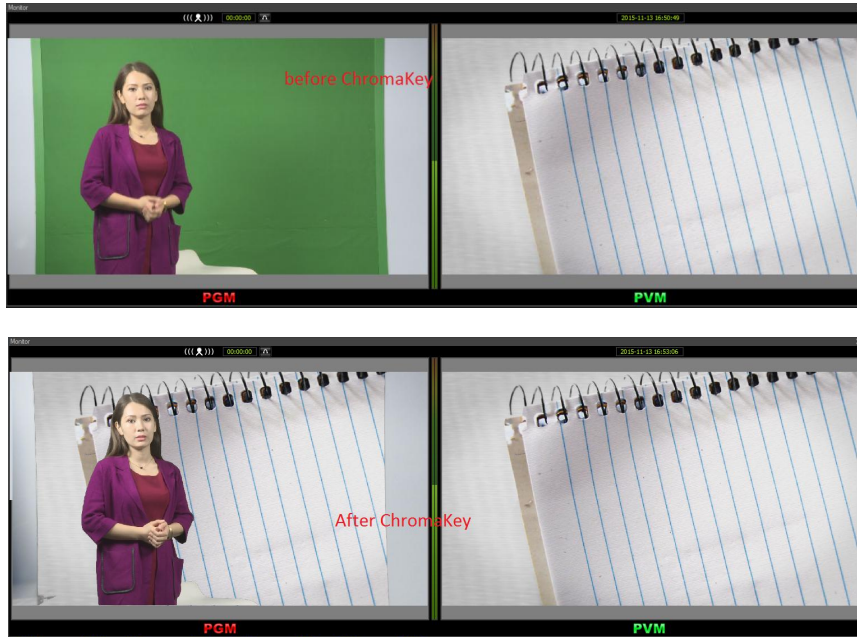 Monitor
((( ))) 00:00:00
2015-11-13 16:50:49
before ChromaKey
PGM
PVM
Monitor
((( ))) 00:00:00
2015-11-13 16:53:06
After ChromaKey
PGM
PVM